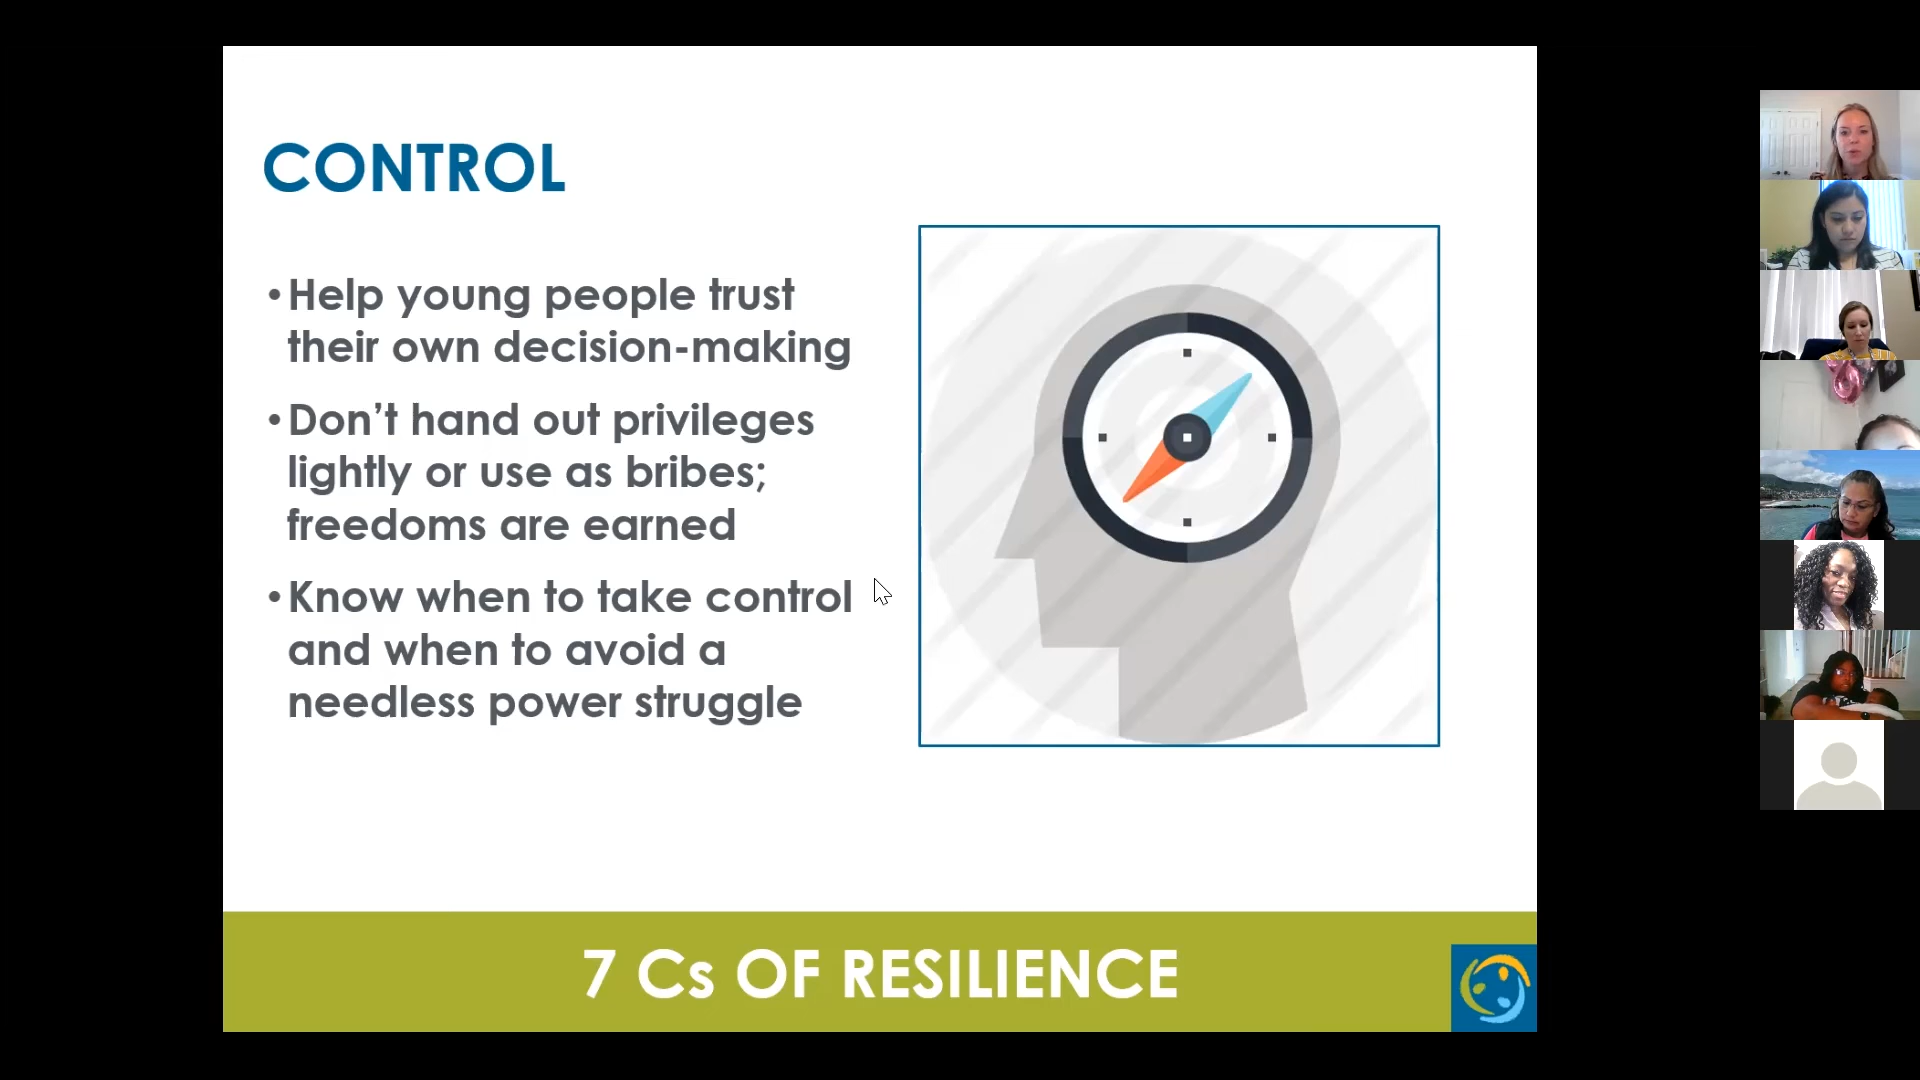 CONTROL
•Help young people trust
their own decision-making
•Don’t hand out privileges
lightly or use as bribes;
freedoms are earned
•Know when to take control
and when to avoid a
needless power struggle
7 Cs OF RESILIENCE